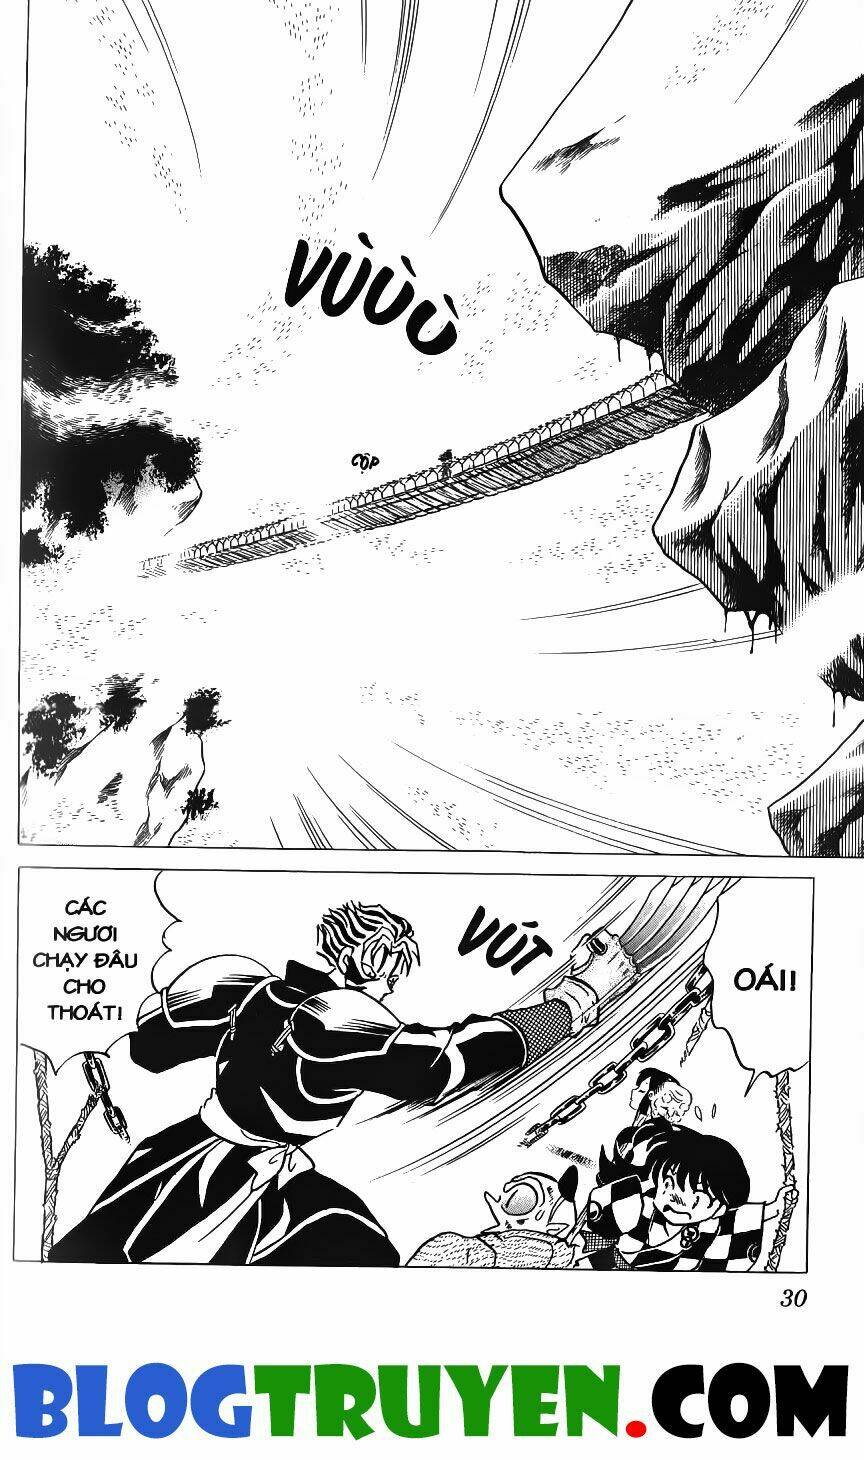 VÙÙÙ
CỘP
CÁC
NGƯƠI
CHẠY ĐÂU
CHO
THOÁT!
VÚT
OÁI!
30
BLOGTRUYEN.COM